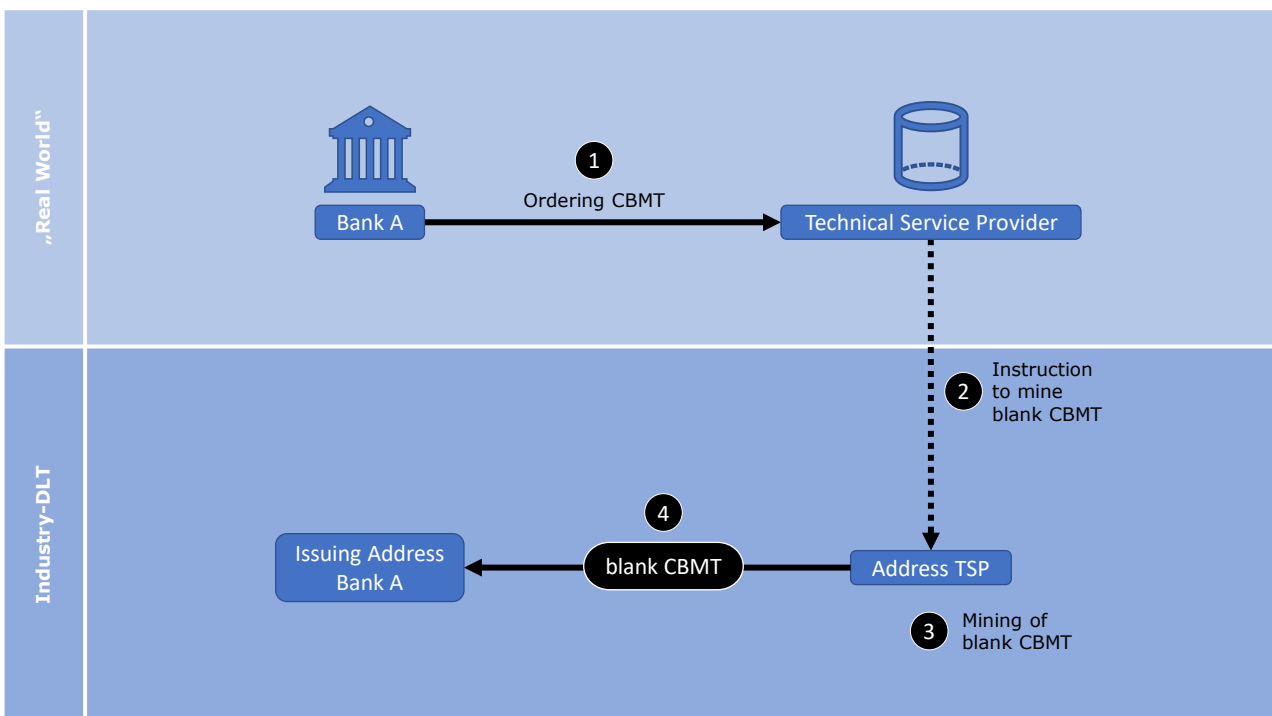 „Real World“
1
Ordering CBMT
Bank A
Technical Service Provider
2
Instruction
to mine
blank CBMT
Industry-DLT
4
Issuing Address
Bank A
blank CBMT
Address TSP
3
Mining of
blank CBMT